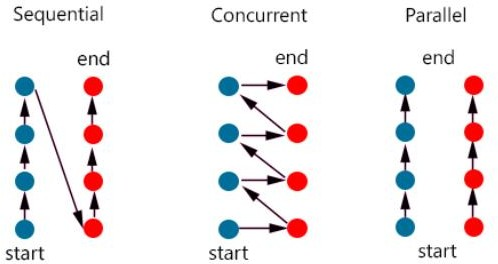 Sequential
Concurrent
Parallel
end
end
end
start
start
start